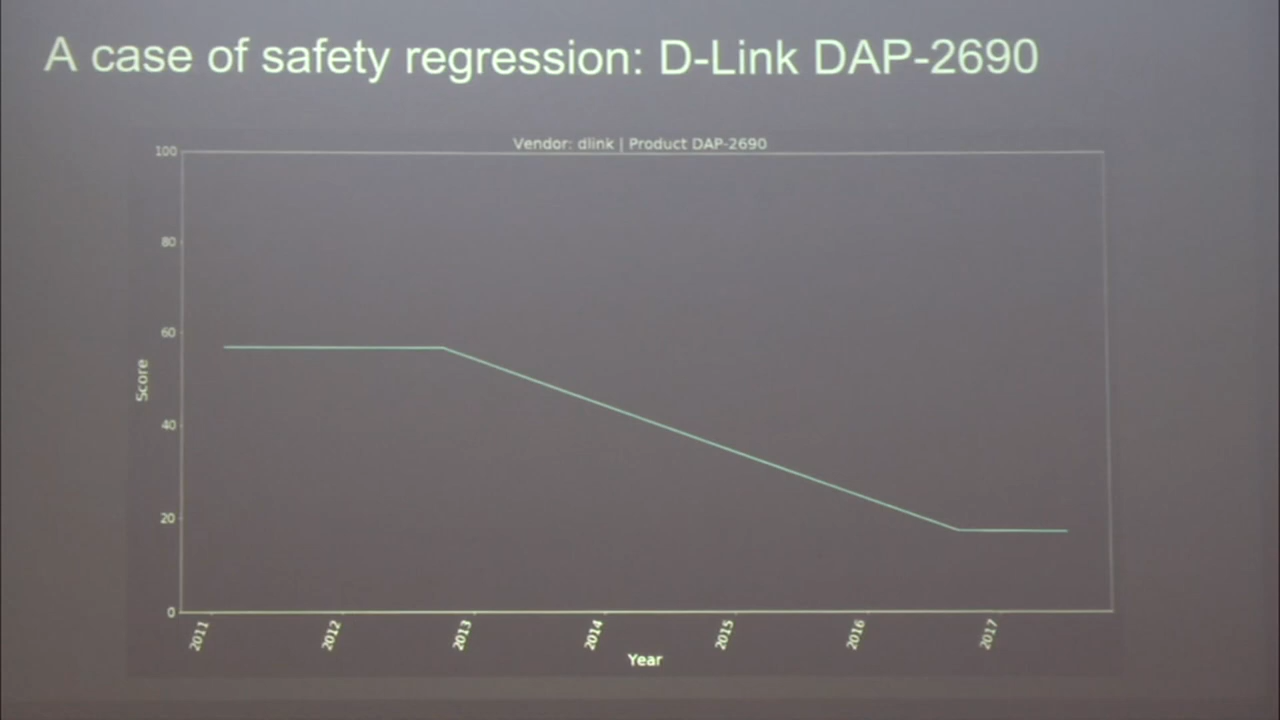 A case of safety regression: D-Link DAP-2690
Vendor: dlink | Product DAP-2690
100
80
60
40
20
0
Score
2011 2012 2013 2014 2015 2016 2017
Year